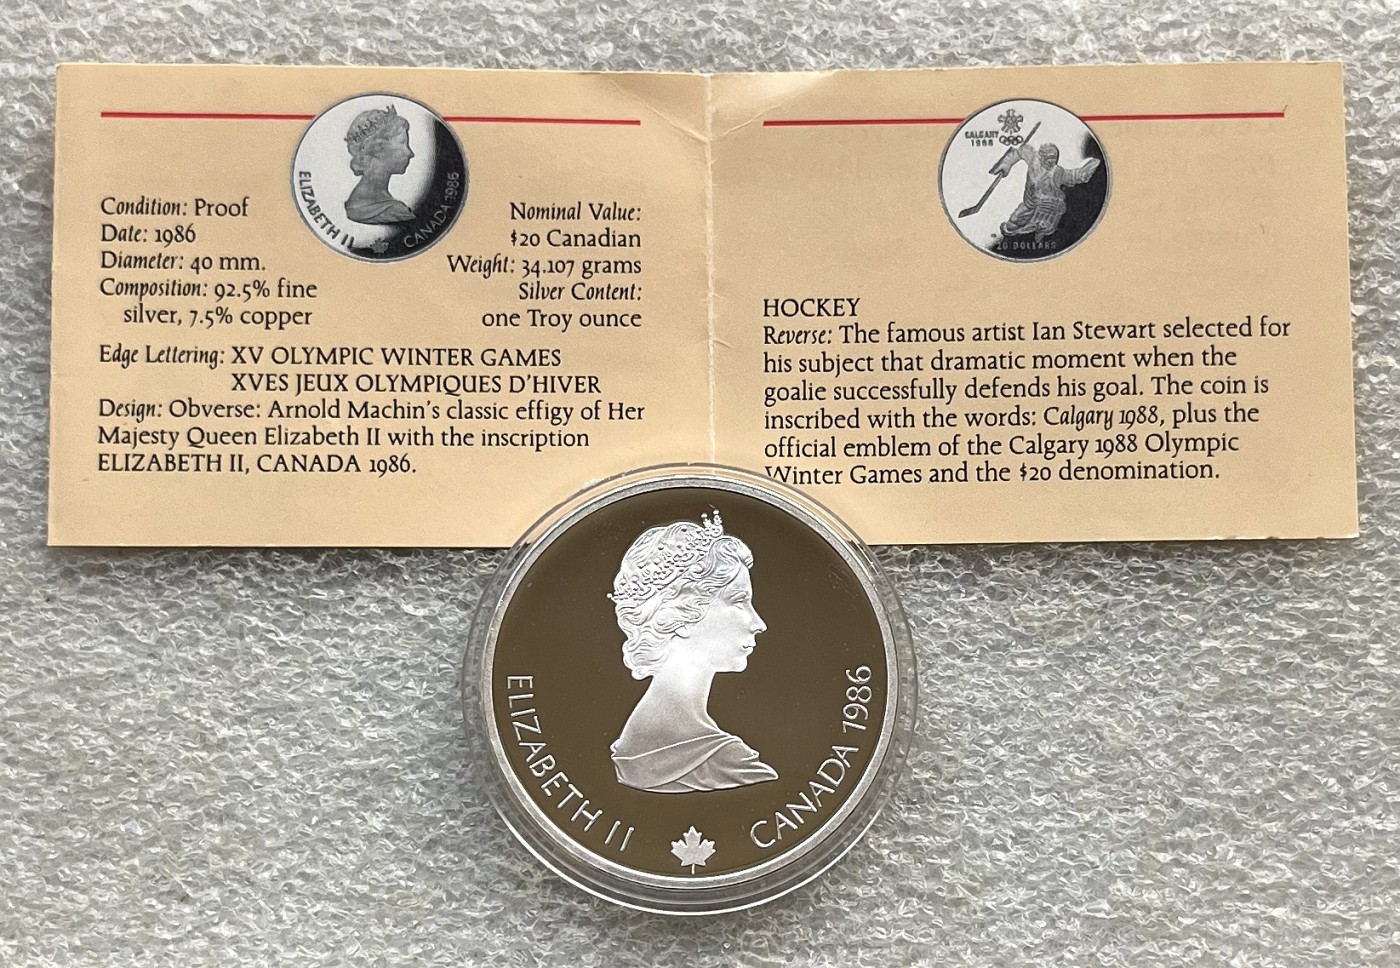 ELIZABETH II
CANADA 1986
Condition: Proof
Date: 1986
Diameter: 40 mm.
Composition: 92.5% fine
silver, 7.5% copper
Nominal Value:
$20 Canadian
Weight: 34.107 grams
Silver Content:
one Troy ounce
Edge Lettering: XV OLYMPIC WINTER GAMES
XVES JEUX OLYMPIQUES D'HIVER
Design: Obverse: Arnold Machin's classic effigy of Her
Majesty Queen Elizabeth II with the inscription
ELIZABETH II, CANADA 1986.
CALGARY
1988
20 DOLLARS
HOCKEY
Reverse: The famous artist Ian Stewart selected for
his subject that dramatic moment when the
goalie successfully defends his goal. The coin is
inscribed with the words: Calgary 1988, plus the
official emblem of the Calgary 1988 Olympic
Winter Games and the $20 denomination.
ELIZABETH II
CANADA 1986